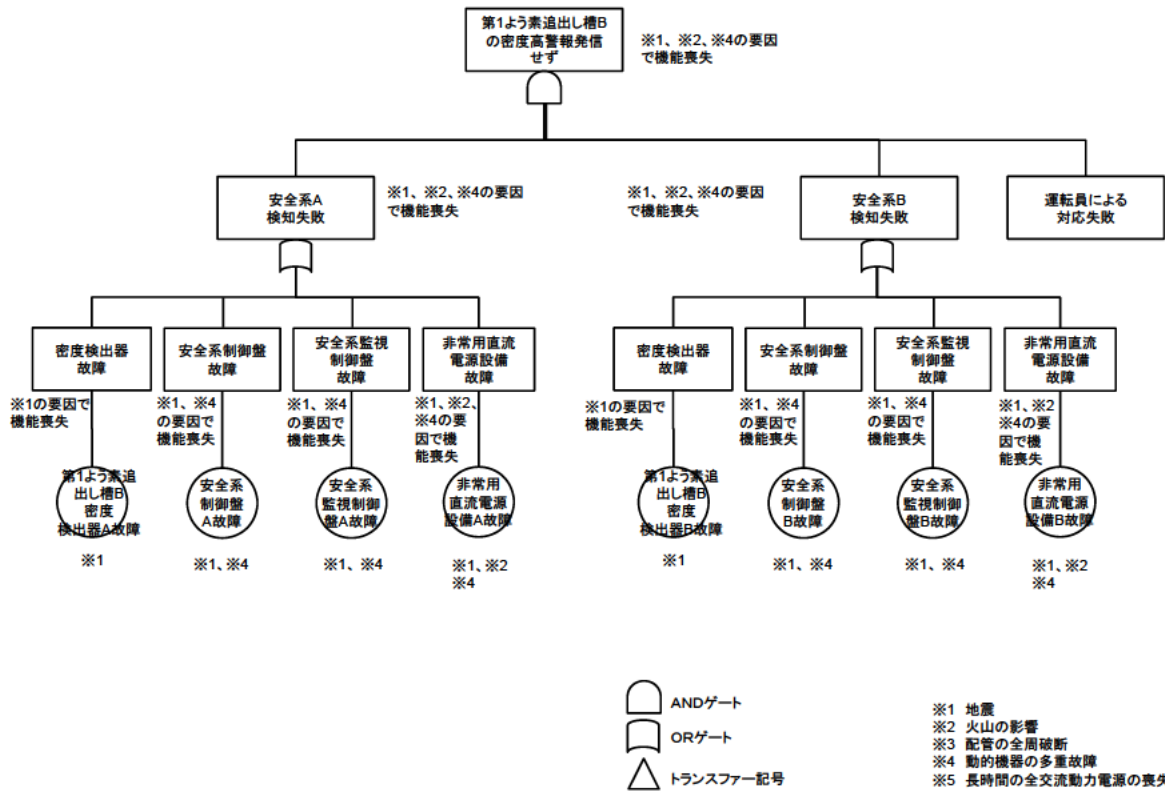 第1よう素追出し槽B
の密度高警報発信
せず
※1、※2、※4の要因
で機能喪失
安全系A
検知失敗
※1、※2、※4の要因
で機能喪失
※1、※2、※4の要因
で機能喪失
安全系B
検知失敗
運転員による
対応失敗
密度検出器
故障
安全系制御盤
故障
安全系監視
制御盤
故障
非常用直流
電源設備
故障
密度検出器
故障
安全系制御盤
故障
安全系監視
制御盤
故障
非常用直流
電源設備
故障
※1の要因で
機能喪失
※1、※4
の要因で
機能喪失
※1、※4
の要因で
機能喪失
※1、※2、
※4の要
因で機
能喪失
※1の要因で
機能喪失
※1、※4
の要因で
機能喪失
※1、※4
の要因で
機能喪失
※1、※2
※4の要
因で機
能喪失
第1よう素追
出し槽B
密度
検出器A故障
安全系
制御盤
A故障
安全系
監視制御
盤A故障
非常用
直流電源
設備A故障
第1よう素追
出し槽B
密度
検出器B故障
安全系
制御盤
B故障
安全系
監視制御
盤B故障
非常用
直流電源
設備B故障
※1
※1、※4
※1、※4
※1、※2
※4
※1
※1、※4
※1、※4
※1、※2
※4
ANDゲート
ORゲート
トランスファー記号
※1 地震
※2 火山の影響
※3 配管の全周破断
※4 動的機器の多重故障
※5 長時間の全交流動力電源の喪失